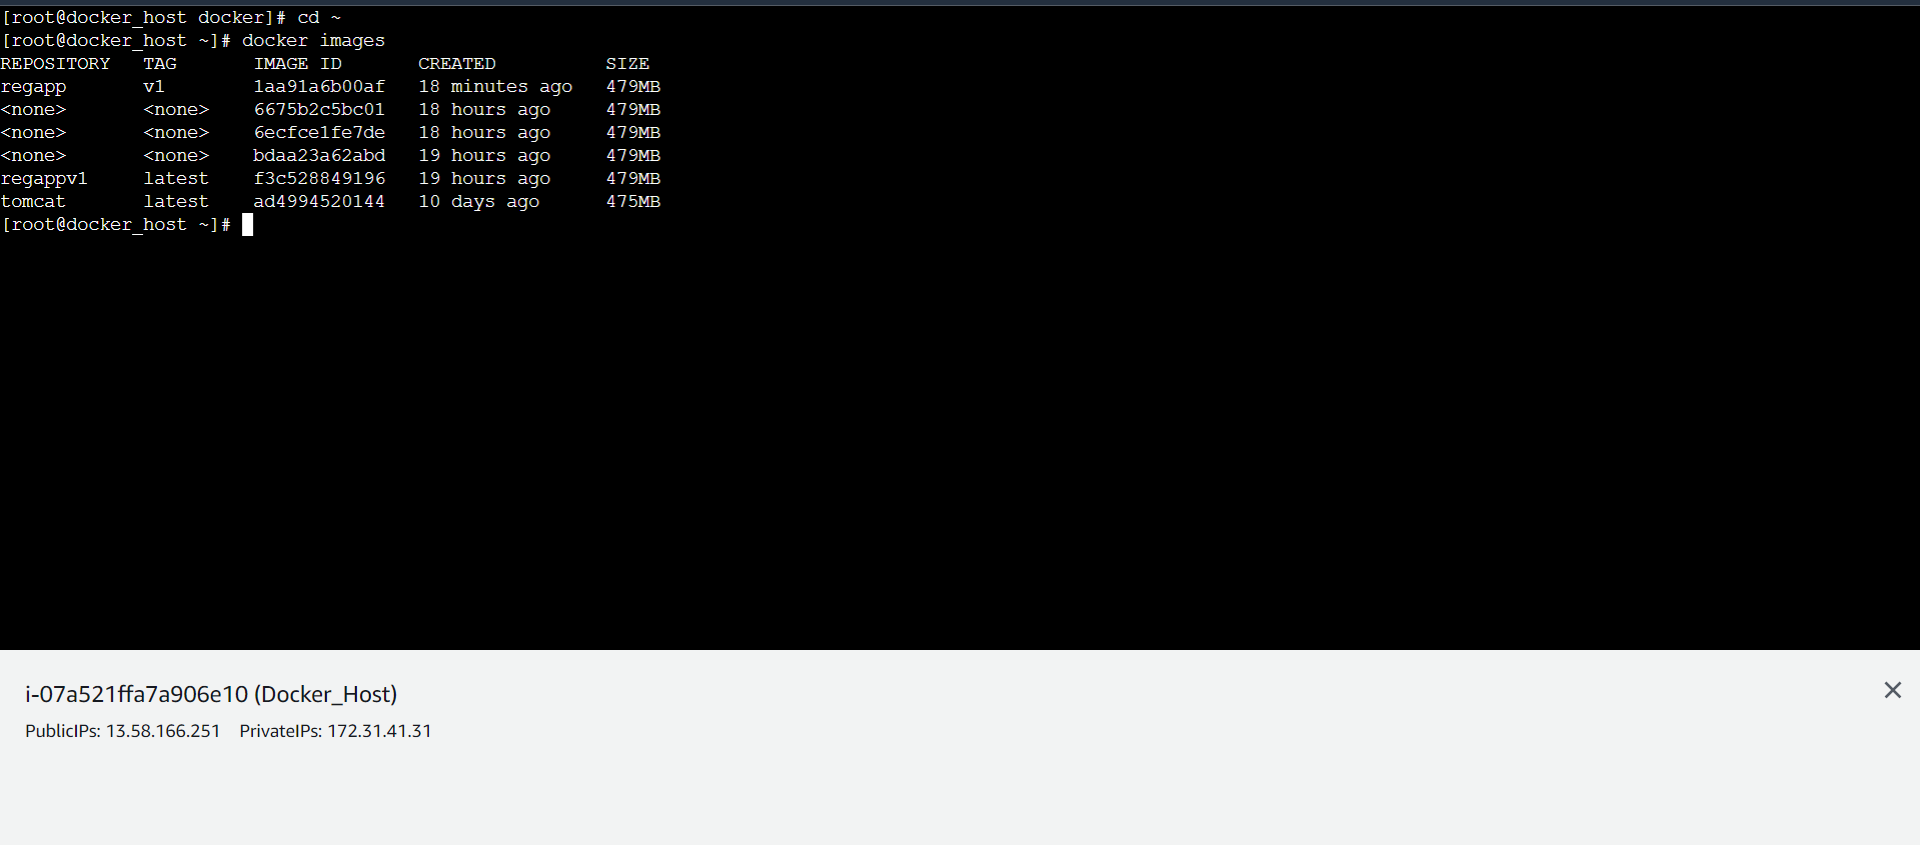 [root@docker_host docker]# cd ~
[root@docker_host ~]# docker images
REPOSITORY   TAG       IMAGE ID       CREATED          SIZE
regapp       v1        1aa91a6b00af   18 minutes ago   479MB
<none>       <none>    6675b2c5bc01   18 hours ago     479MB
<none>       <none>    6ecfce1fe7de   18 hours ago     479MB
<none>       <none>    bdaa23a62abd   19 hours ago     479MB
regappv1     latest    f3c528849196   19 hours ago     479MB
tomcat       latest    ad4994520144   10 days ago      475MB
[root@docker_host ~]#
i-07a521ffa7a906e10 (Docker_Host)
PublicIPs: 13.58.166.251    PrivateIPs: 172.31.41.31